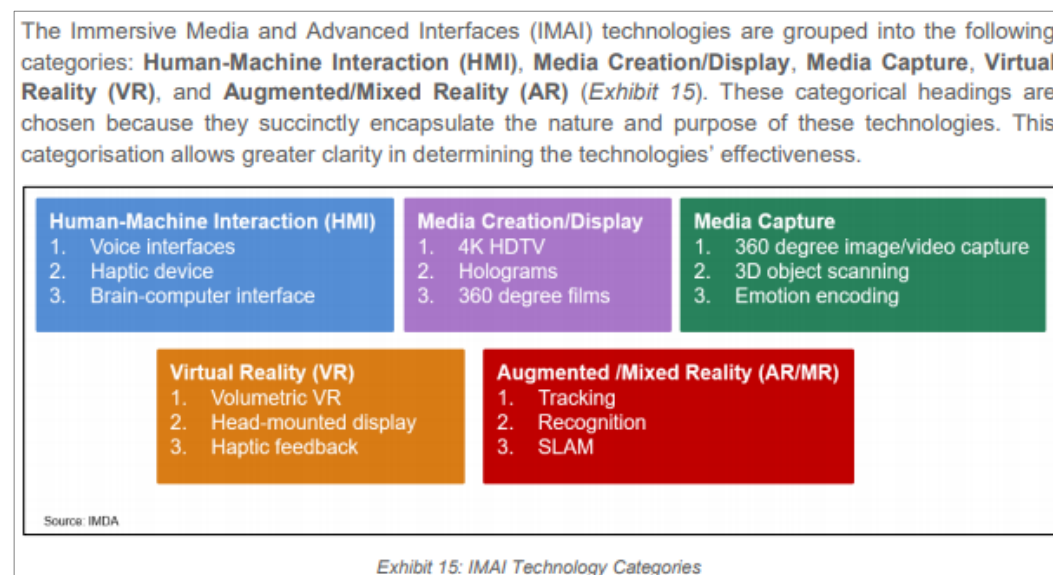 The Immersive Media and Advanced Interfaces (IMAI) technologies are grouped into the following
categories: Human-Machine Interaction (HMI), Media Creation/Display, Media Capture, Virtual
Reality (VR), and Augmented/Mixed Reality (AR) (Exhibit 15). These categorical headings are
chosen because they succinctly encapsulate the nature and purpose of these technologies. This
categorisation allows greater clarity in determining the technologies’ effectiveness.
Human-Machine Interaction (HMI)
1. Voice interfaces
2. Haptic device
3. Brain-computer interface
Media Creation/Display
1. 4K HDTV
2. Holograms
3. 360 degree films
Media Capture
1. 360 degree image/video capture
2. 3D object scanning
3. Emotion encoding
Virtual Reality (VR)
1. Volumetric VR
2. Head-mounted display
3. Haptic feedback
Augmented /Mixed Reality (AR/MR)
1. Tracking
2. Recognition
3. SLAM
Source: IMDA
Exhibit 15: IMAI Technology Categories